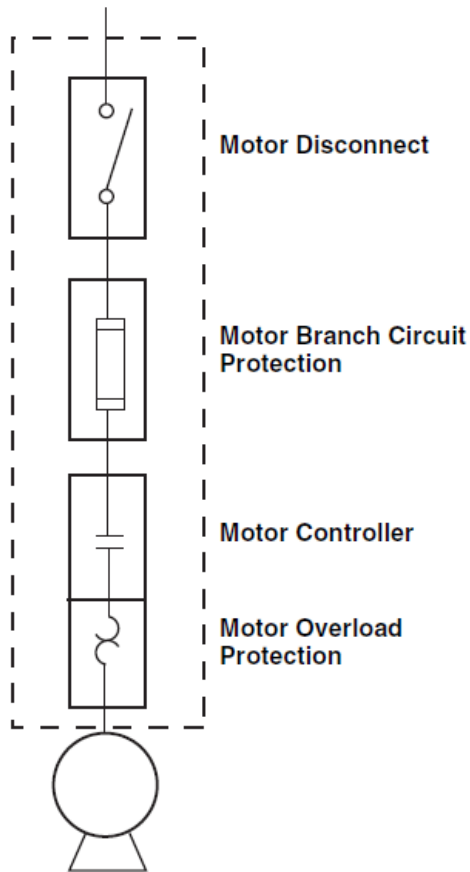 Motor Disconnect
Motor Branch Circuit
Protection
Motor Controller
Motor Overload
Protection